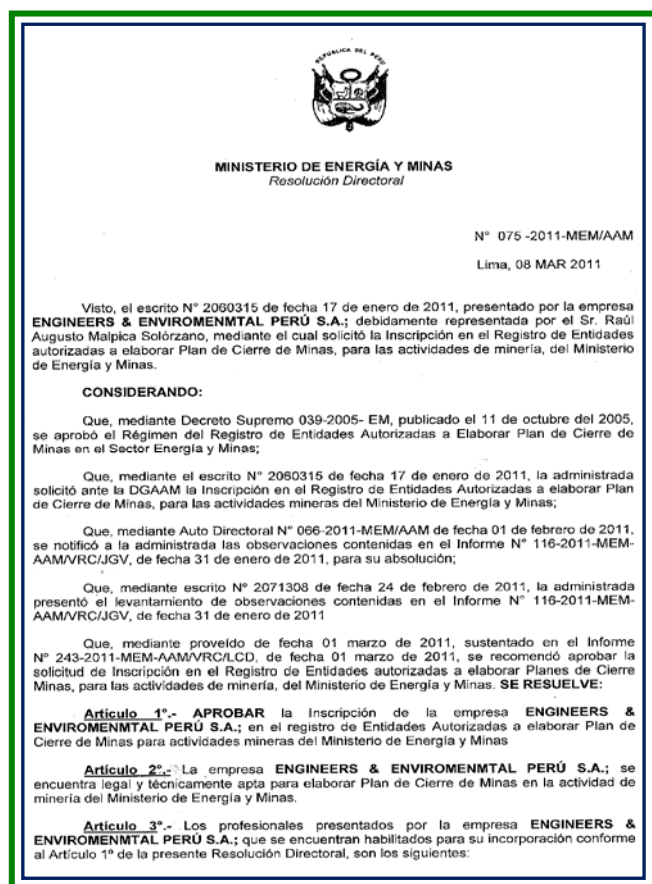 REPÚBLICA DEL PERÚ
MINISTERIO DE ENERGÍA Y MINAS
Resolución Directoral
N° 075 -2011-MEM/AAM
Lima, 08 MAR 2011
Visto, el escrito N° 2060315 de fecha 17 de enero de 2011, presentado por la empresa
ENGINEERS & ENVIROMENMTAL PERÚ S.A.; debidamente representada por el Sr. Raúl
Augusto Malpica Solórzano, mediante el cual solicitó la Inscripción en el Registro de Entidades
autorizadas a elaborar Plan de Cierre de Minas, para las actividades de minería, del Ministerio
de Energía y Minas.
CONSIDERANDO:
Que, mediante Decreto Supremo 039-2005- EM, publicado el 11 de octubre del 2005,
se aprobó el Régimen del Registro de Entidades Autorizadas a Elaborar Plan de Cierre de
Minas en el Sector Energía y Minas;
Que, mediante el escrito N° 2060315 de fecha 17 de enero de 2011, la administrada
solicitó ante la DGAAM la Inscripción en el Registro de Entidades Autorizadas a elaborar Plan
de Cierre de Minas, para las actividades mineras del Ministerio de Energía y Minas;
Que, mediante Auto Directoral N° 066-2011-MEM/AAM de fecha 01 de febrero de 2011,
se notificó a la administrada las observaciones contenidas en el Informe N° 116-2011-MEM-
AAM/VRC/JGV, de fecha 31 de enero de 2011, para su absolución;
Que, mediante escrito N° 2071308 de fecha 24 de febrero de 2011, la administrada
presentó el levantamiento de observaciones contenidas en el Informe N° 116-2011-MEM-
AAM/VRC/JGV, de fecha 31 de enero de 2011
Que, mediante proveído de fecha 01 marzo de 2011, sustentado en el Informe
N° 243-2011-MEM-AAM/VRC/LCD, de fecha 01 marzo de 2011, se recomendó aprobar la
solicitud de Inscripción en el Registro de Entidades autorizadas a elaborar Planes de Cierre
Minas, para las actividades de minería, del Ministerio de Energía y Minas. SE RESUELVE:
Artículo 1°.- APROBAR la Inscripción de la empresa ENGINEERS &
ENVIROMENMTAL PERÚ S.A.; en el registro de Entidades Autorizadas a elaborar Plan de
Cierre de Minas para actividades mineras del Ministerio de Energía y Minas
Artículo 2°.- La empresa ENGINEERS & ENVIROMENMTAL PERÚ S.A.; se
encuentra legal y técnicamente apta para elaborar Plan de Cierre de Minas en la actividad de
minería del Ministerio de Energía y Minas.
Artículo 3°.- Los profesionales presentados por la empresa ENGINEERS &
ENVIROMENMTAL PERÚ S.A.; que se encuentran habilitados para su incorporación conforme
al Artículo 1° de la presente Resolución Directoral, son los siguientes: